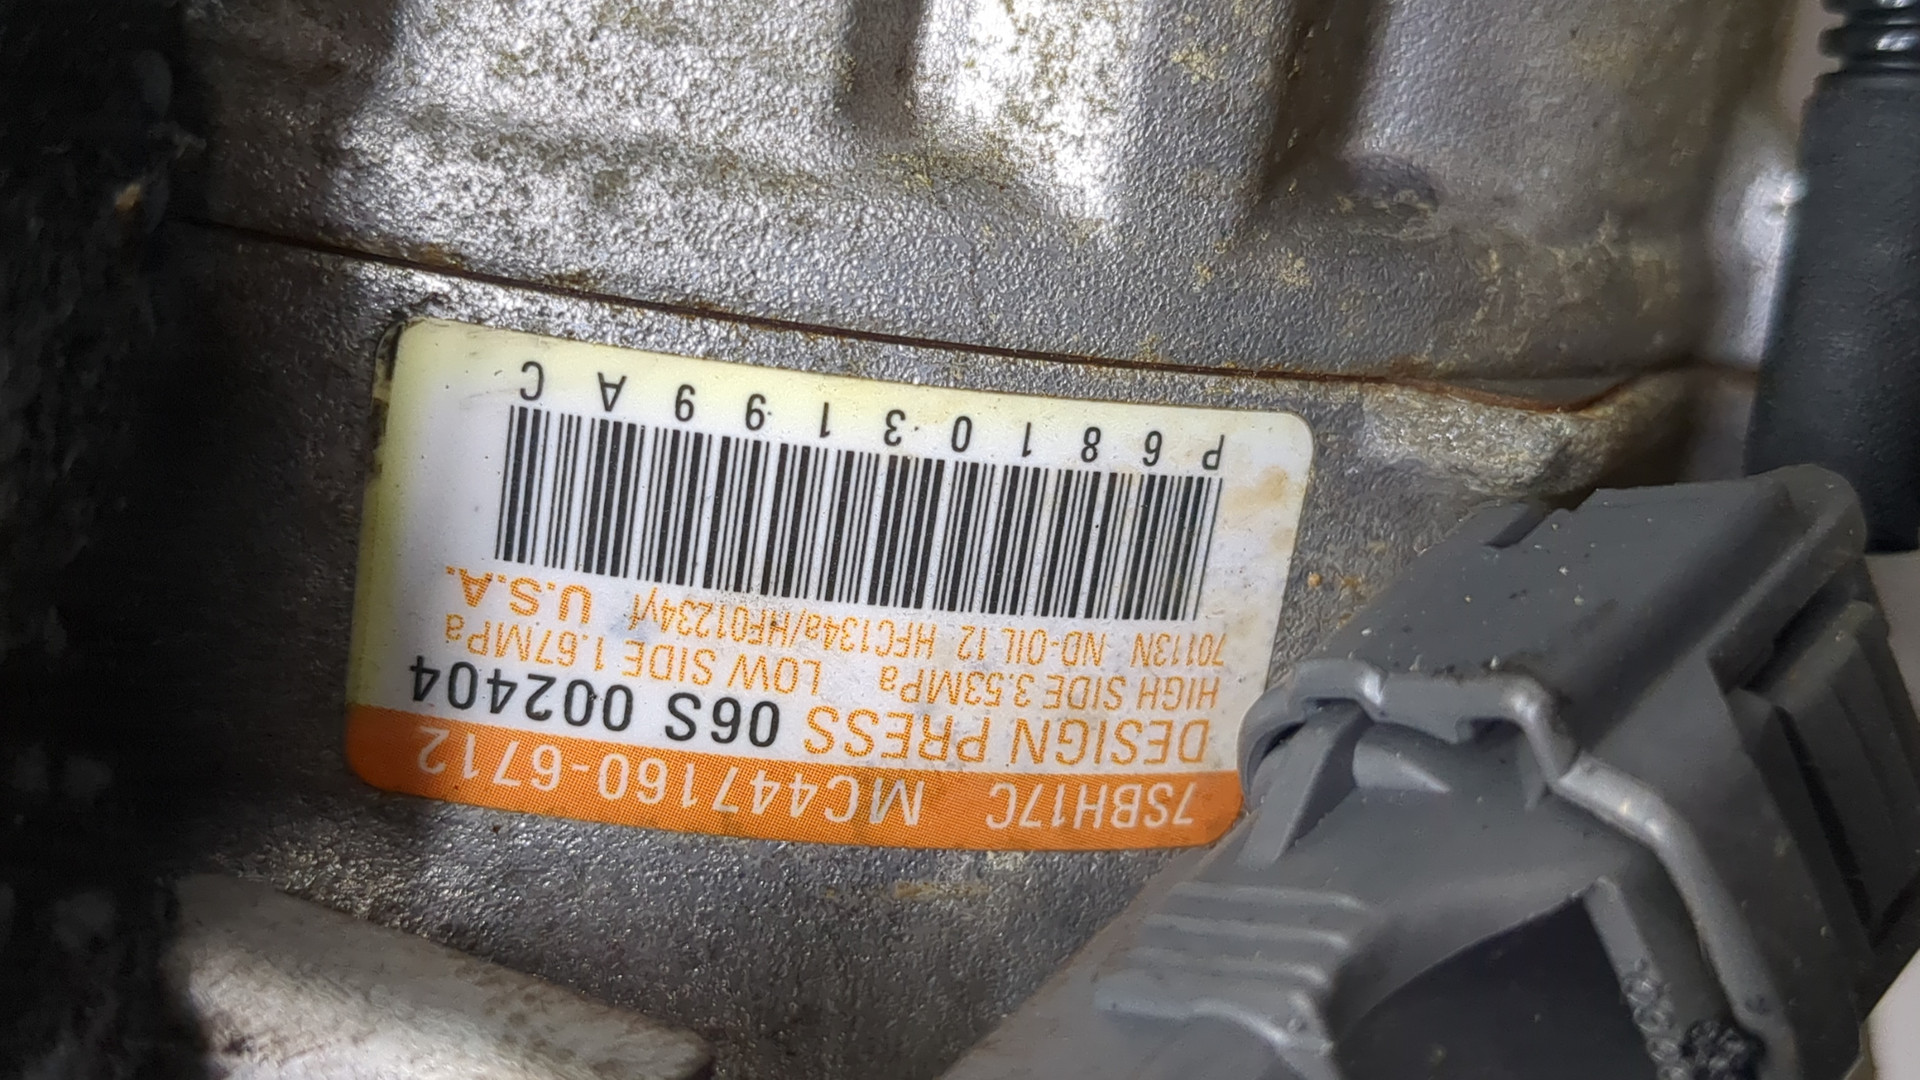 7SBH17C MC447160-6712
DESIGN PRESS 06S 002404
HIGH SIDE 3.53MPa LOW SIDE 1.67MPa
70113N ND-OIL 12 HFC134a/HFO1234yf U.S.A.
P68103199AC